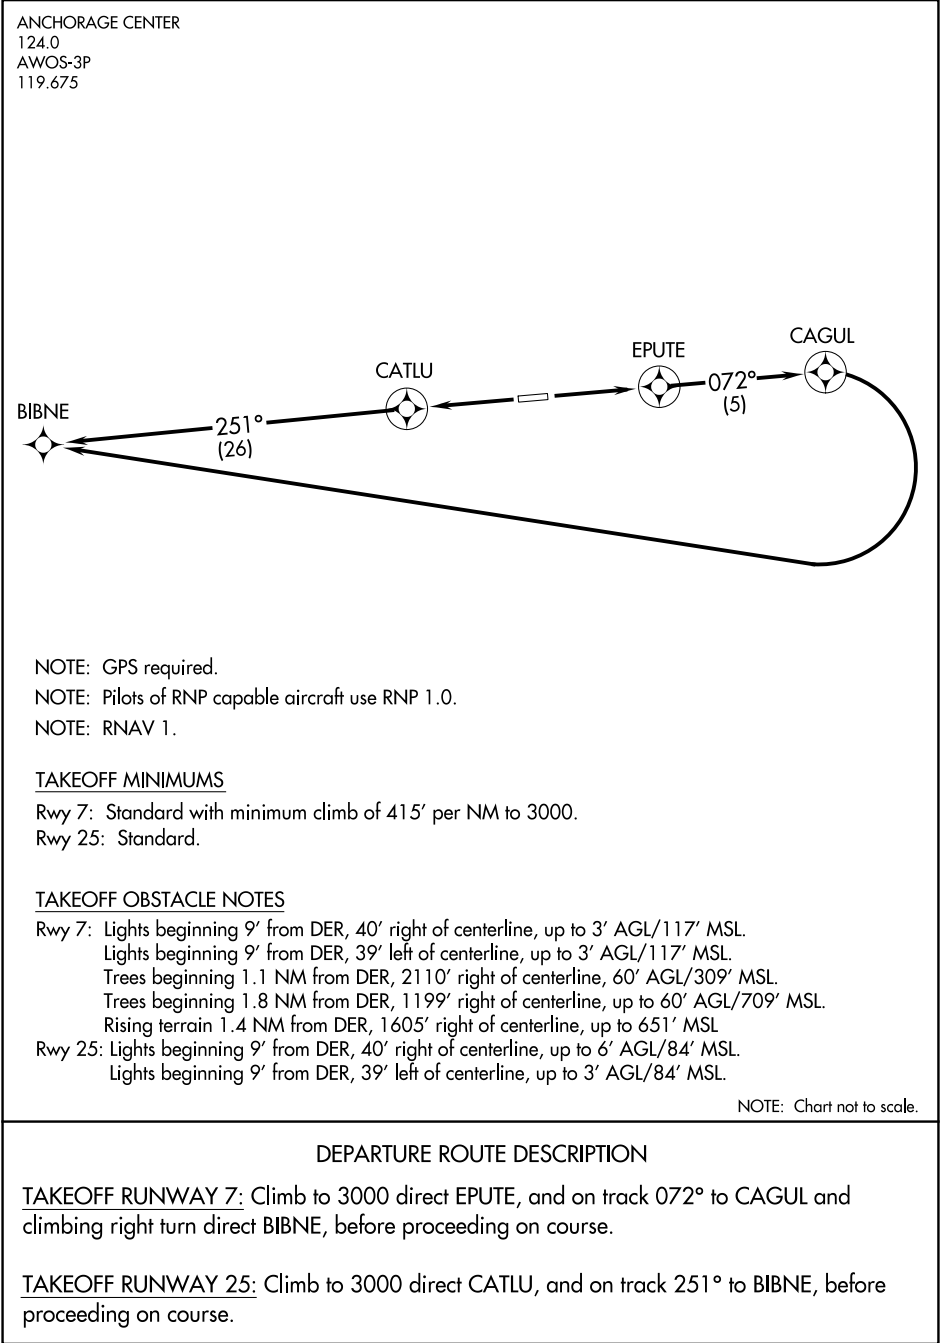 ANCHORAGE CENTER
124.0
AWOS-3P
119.675
CAGUL
EPUTE
CATLU
072°
(5)
BIBNE
251°
(26)
NOTE: GPS required.
NOTE: Pilots of RNP capable aircraft use RNP 1.0.
NOTE: RNAV 1.
TAKEOFF MINIMUMS
Rwy 7: Standard with minimum climb of 415' per NM to 3000.
Rwy 25: Standard.
TAKEOFF OBSTACLE NOTES
Rwy 7: Lights beginning 9' from DER, 40' right of centerline, up to 3' AGL/117' MSL.
Lights beginning 9' from DER, 39' left of centerline, up to 3' AGL/117' MSL.
Trees beginning 1.1 NM from DER, 2110' right of centerline, 60' AGL/309' MSL.
Trees beginning 1.8 NM from DER, 1199' right of centerline, up to 60' AGL/709' MSL.
Rising terrain 1.4 NM from DER, 1605' right of centerline, up to 651' MSL
Rwy 25: Lights beginning 9' from DER, 40' right of centerline, up to 6' AGL/84' MSL.
Lights beginning 9' from DER, 39' left of centerline, up to 3' AGL/84' MSL.
NOTE: Chart not to scale.
DEPARTURE ROUTE DESCRIPTION
TAKEOFF RUNWAY 7: Climb to 3000 direct EPUTE, and on track 072° to CAGUL and
climbing right turn direct BIBNE, before proceeding on course.
TAKEOFF RUNWAY 25: Climb to 3000 direct CATLU, and on track 251° to BIBNE, before
proceeding on course.